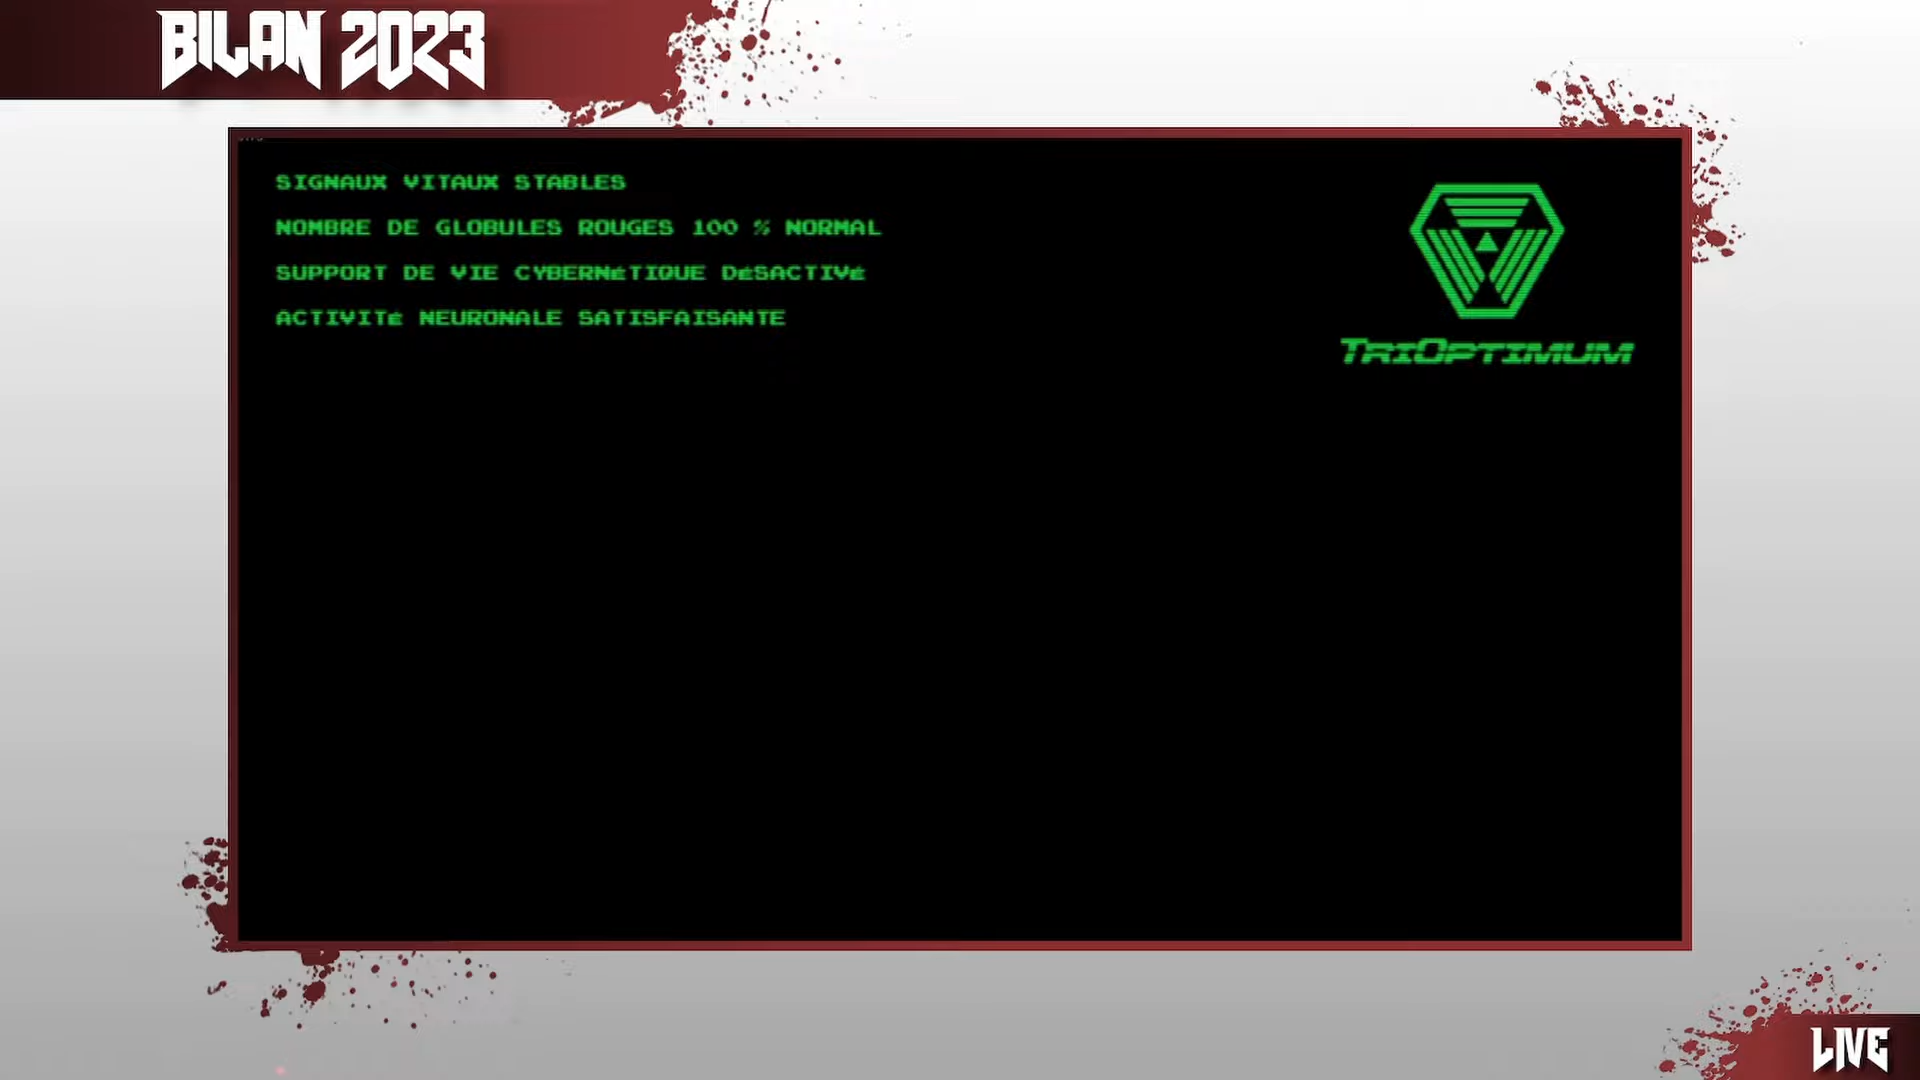 BILAN 2023
SIGNAUX VITAUX STABLES
NOMBRE DE GLOBULES ROUGES 100 % NORMAL
SUPPORT DE VIE CYBERNÉTIQUE DÉSACTIVÉ
ACTIVITÉ NEURONALE SATISFAISANTE
TRIOPTIMUM
LIVE